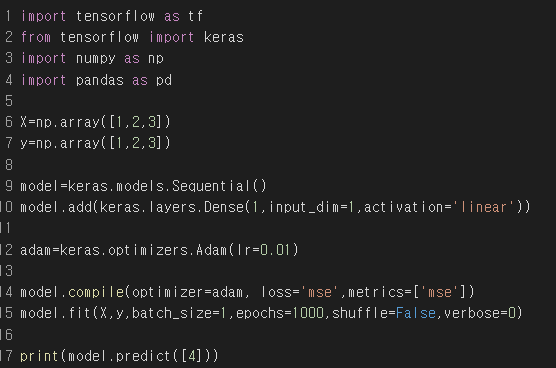 1 import tensorflow as tf
2 from tensorflow import keras
3 import numpy as np
4 import pandas as pd
5
6 X=np.array([1,2,3])
7 y=np.array([1,2,3])
8
9 model=keras.models.Sequential()
10 model.add(keras.layers.Dense(1,input_dim=1,activation='linear'))
11
12 adam=keras.optimizers.Adam(lr=0.01)
13
14 model.compile(optimizer=adam, loss='mse',metrics=['mse'])
15 model.fit(X,y,batch_size=1,epochs=1000,shuffle=False,verbose=0)
16
17 print(model.predict([4]))